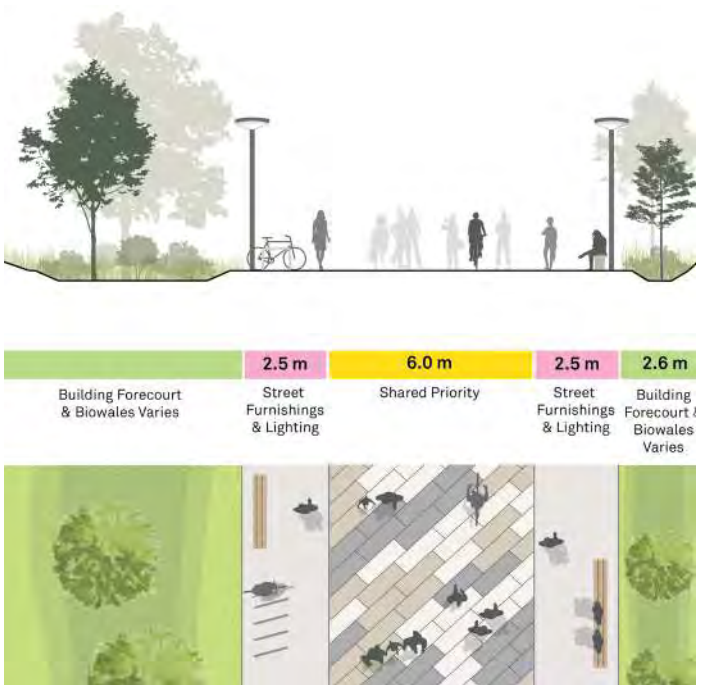 2.5 m
6.0 m
2.5 m
2.6 m
Building Forecourt
& Biowales Varies
Street
Furnishings
& Lighting
Shared Priority
Street
Furnishings
& Lighting
Building
Forecourt &
Biowales
Varies